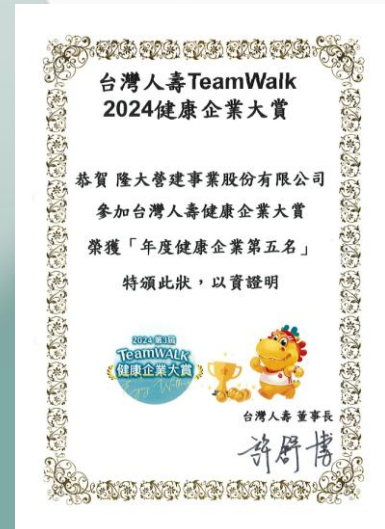 台灣人壽TeamWalk
2024健康企業大賞
恭賀 隆大營建事業股份有限公司
參加台灣人壽健康企業大賞
榮獲「年度健康企業第五名」
特頒此狀，以資證明
2024 第3屆
TeamWALK
健康企業大賞
台灣人壽 董事長
許舒博